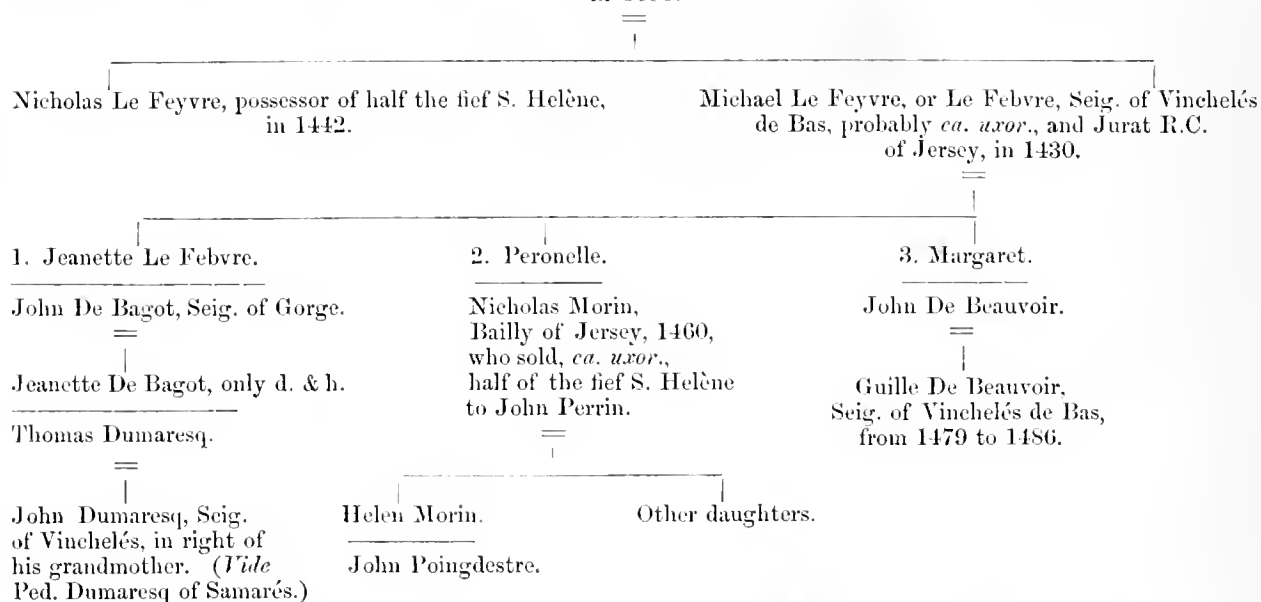 Nicholas Le Feyvre, possessor of half the fief S. Helène,
in 1442.
Michael Le Feyvre, or Le Febvre, Seig. of Vinchelés
de Bas, probably ca. uxor., and Jurat R.C.
of Jersey, in 1430.
1. Jeanette Le Febvre.
2. Peronelle.
3. Margaret.
John De Bagot, Seig. of Gorge.
Nicholas Morin,
Bailly of Jersey, 1460,
who sold, ca. uxor.,
half of the fief S. Helène
to John Perrin.
John De Beauvoir.
Jeanette De Bagot, only d. & h.
Guille De Beauvoir,
Seig. of Vinchelés de Bas,
from 1479 to 1486.
Thomas Dumaresq.
John Dumaresq, Seig.
of Vinchelés, in right of
his grandmother. (Vide
Ped. Dumaresq of Samarés.)
Helen Morin.
Other daughters.
John Poingdestre.